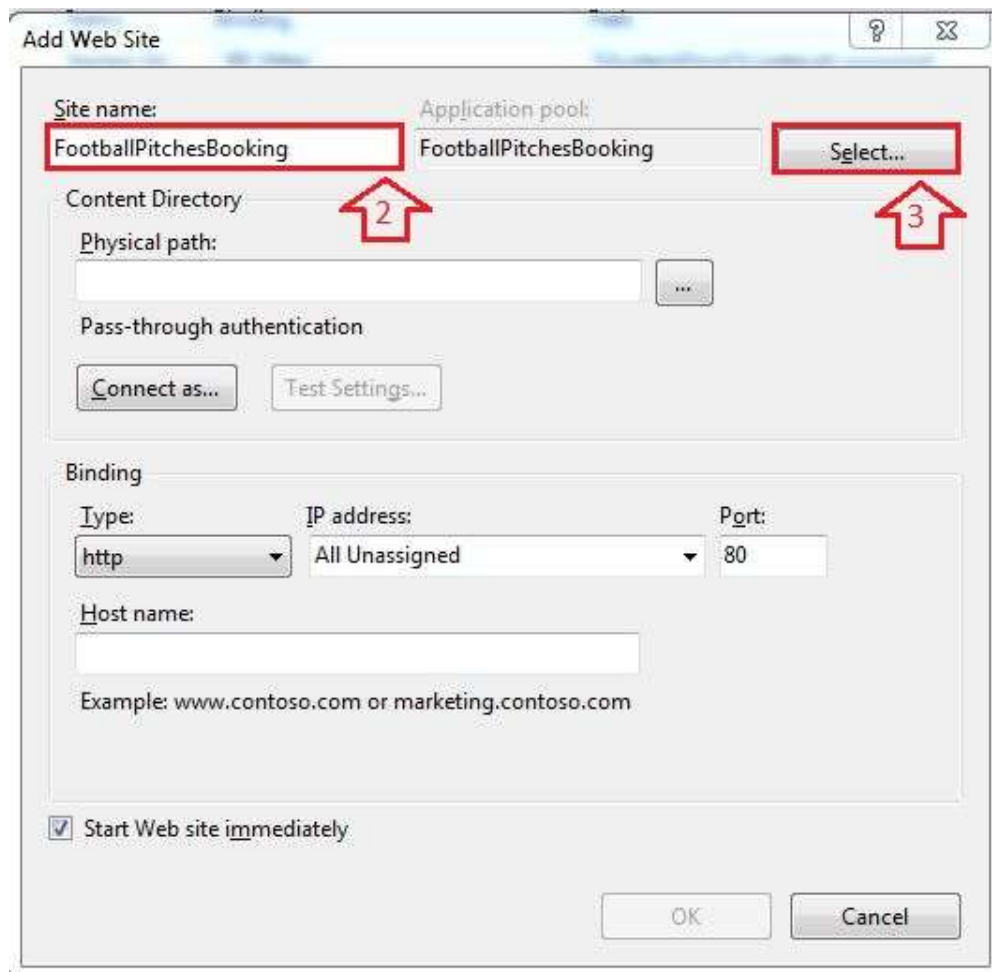 Add Web Site
Site name:
Application pool:
FootballPitchesBooking
FootballPitchesBooking
Select...
2
3
Content Directory
Physical path:
...
Pass-through authentication
Connect as...
Test Settings...
Binding
Type:
IP address:
Port:
http
All Unassigned
80
Host name:
Example: www.contoso.com or marketing.contoso.com
Start Web site immediately
OK
Cancel